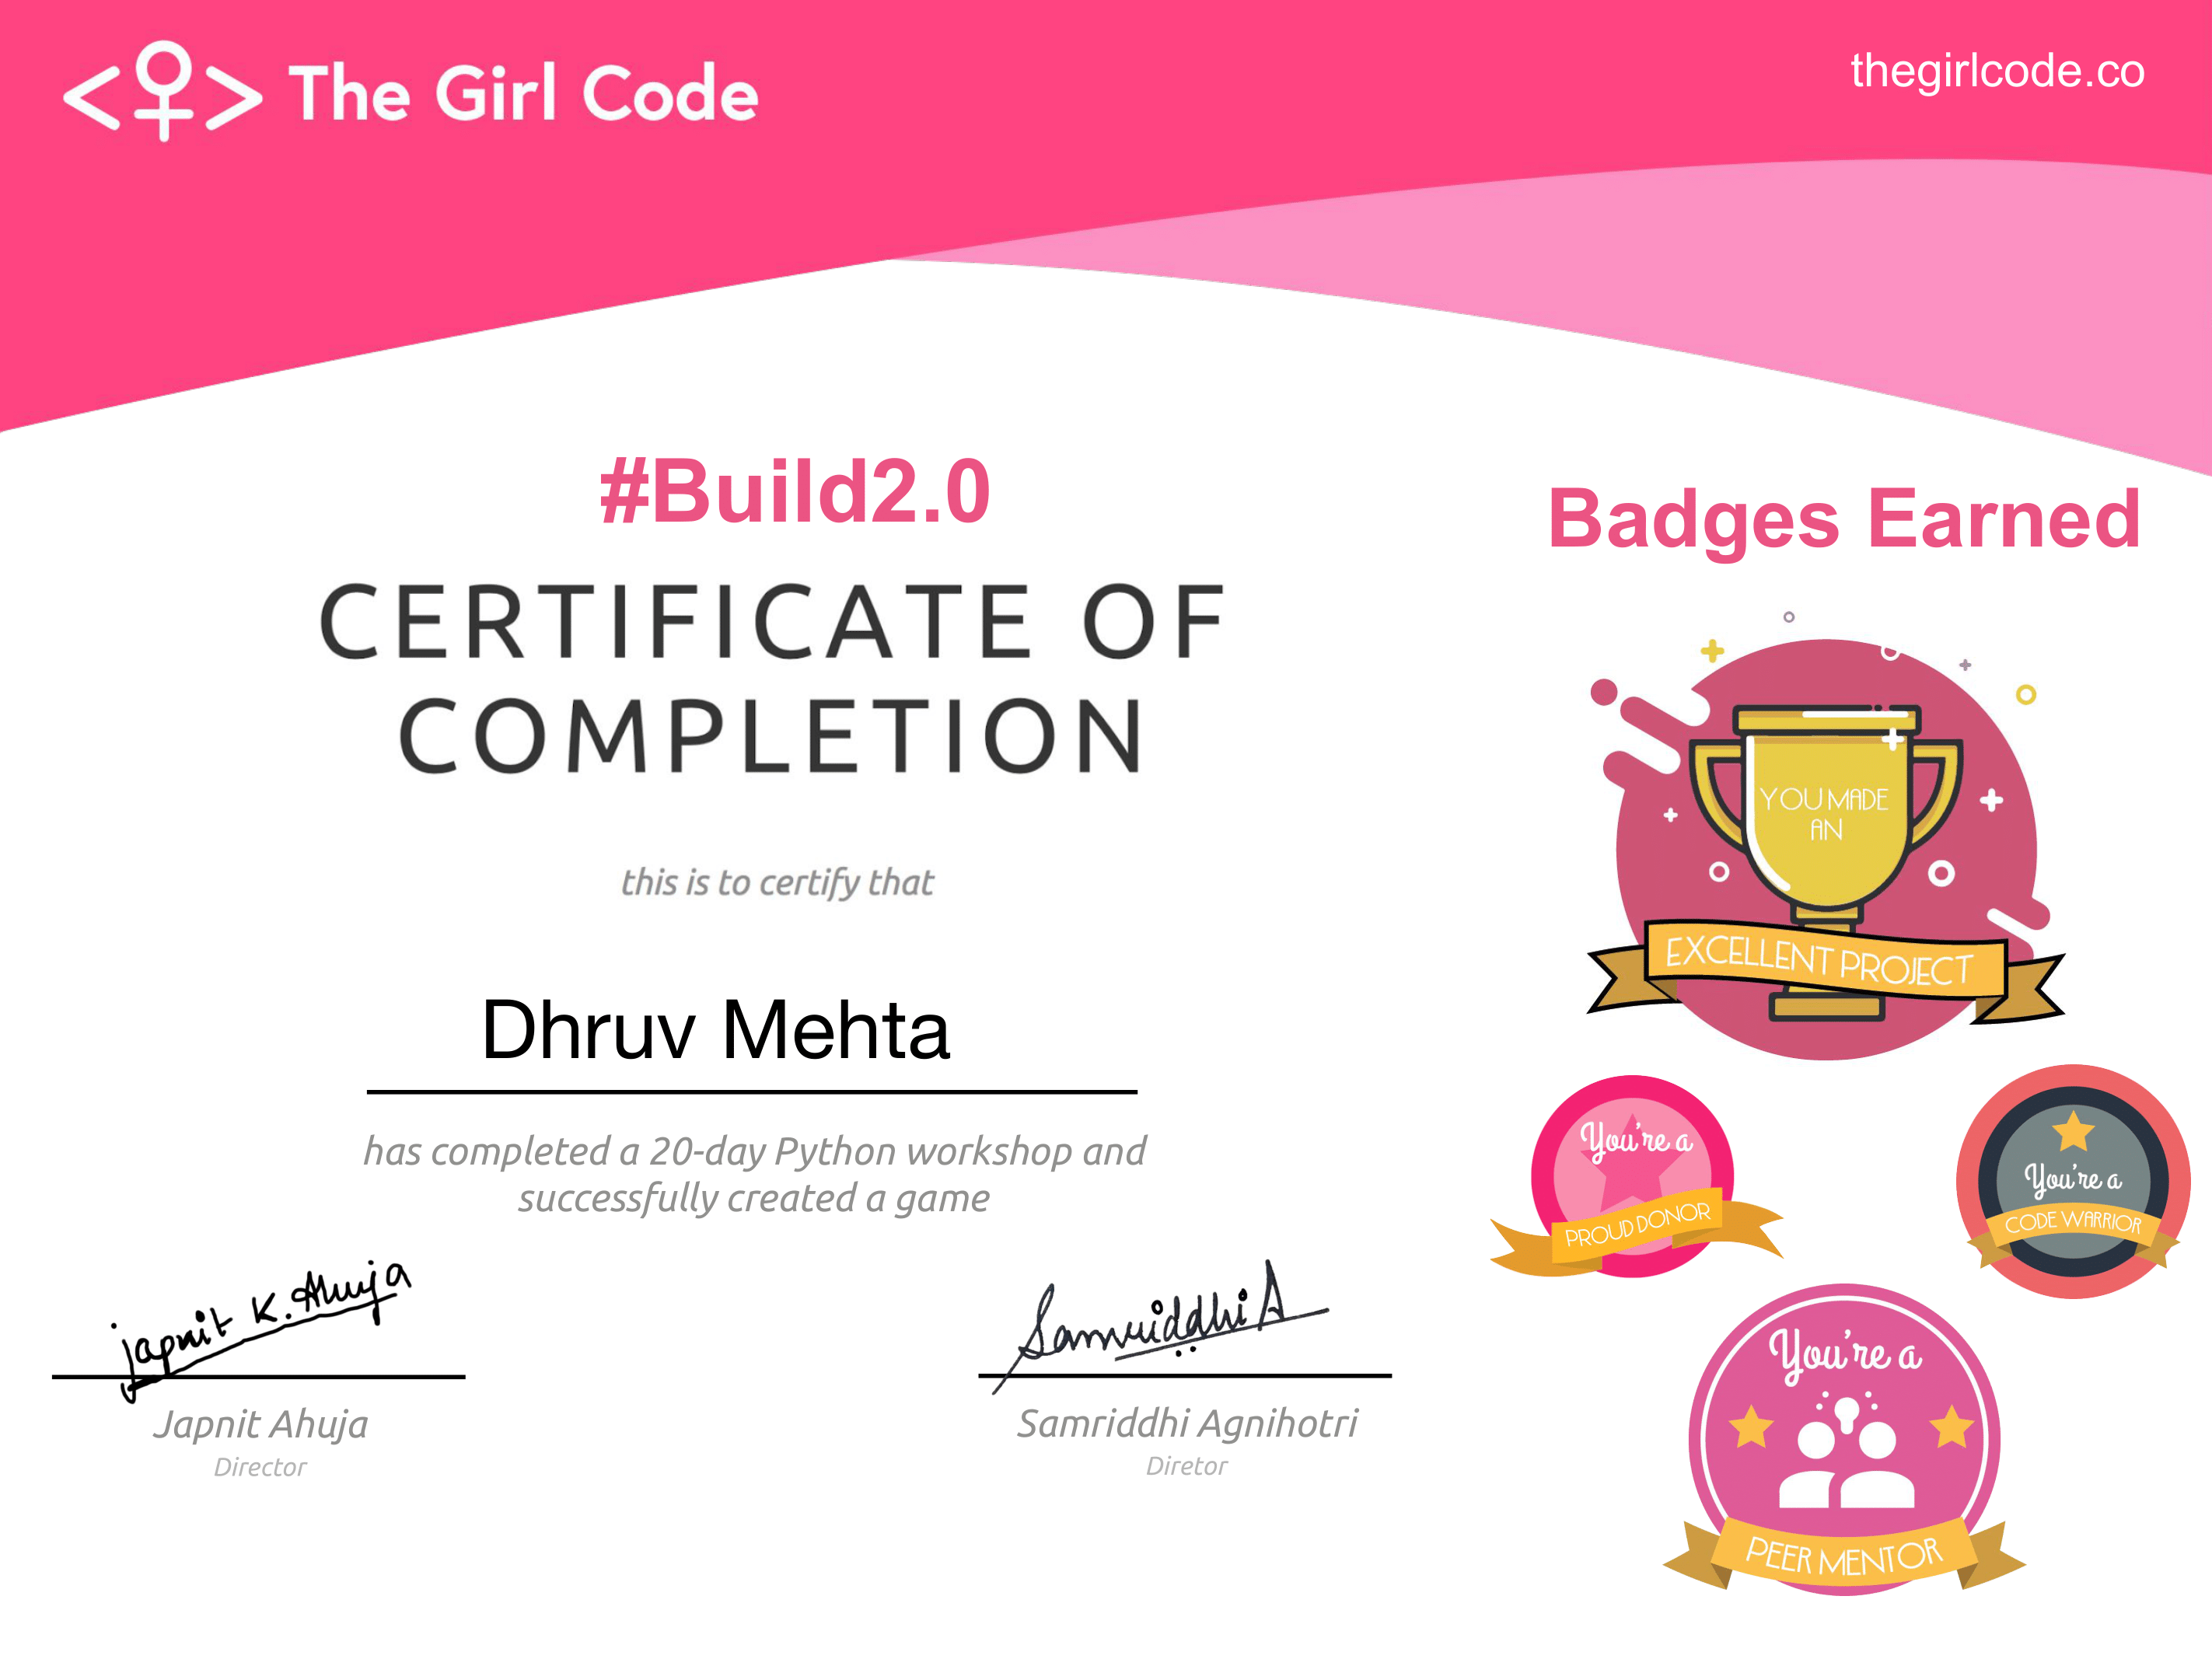 The Girl Code
thegirlcode.co
#Build2.0
CERTIFICATE OF
COMPLETION
this is to certify that
Dhruv Mehta
has completed a 20-day Python workshop and
successfully created a game
Japnit K. Ahuja
Japnit Ahuja
Director
Samriddhi A
Samriddhi Agnihotri
Diretor
Badges Earned
YOU MADE
AN
EXCELLENT PROJECT
You're a
PROUD DONOR
You're a
CODE WARRIOR
You're a
PEER MENTOR